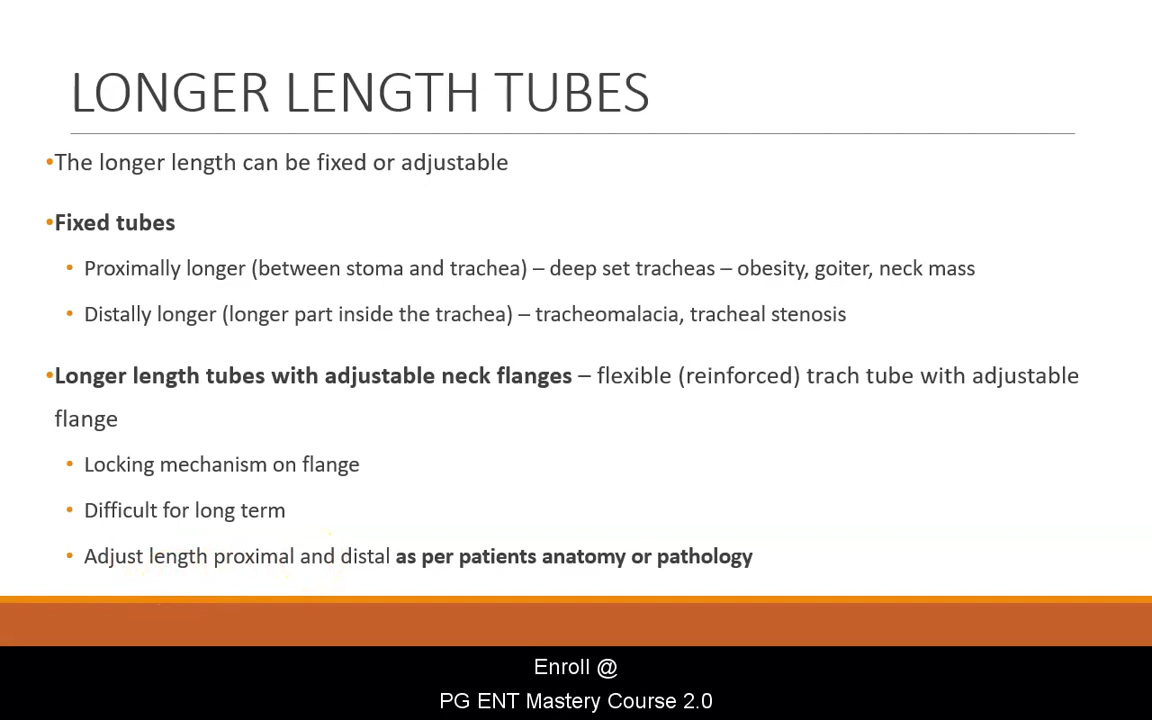 LONGER LENGTH TUBES
•The longer length can be fixed or adjustable
•Fixed tubes
• Proximally longer (between stoma and trachea) – deep set tracheas – obesity, goiter, neck mass
• Distally longer (longer part inside the trachea) – tracheomalacia, tracheal stenosis
•Longer length tubes with adjustable neck flanges – flexible (reinforced) trach tube with adjustable
flange
• Locking mechanism on flange
• Difficult for long term
• Adjust length proximal and distal as per patients anatomy or pathology
Enroll @
PG ENT Mastery Course 2.0